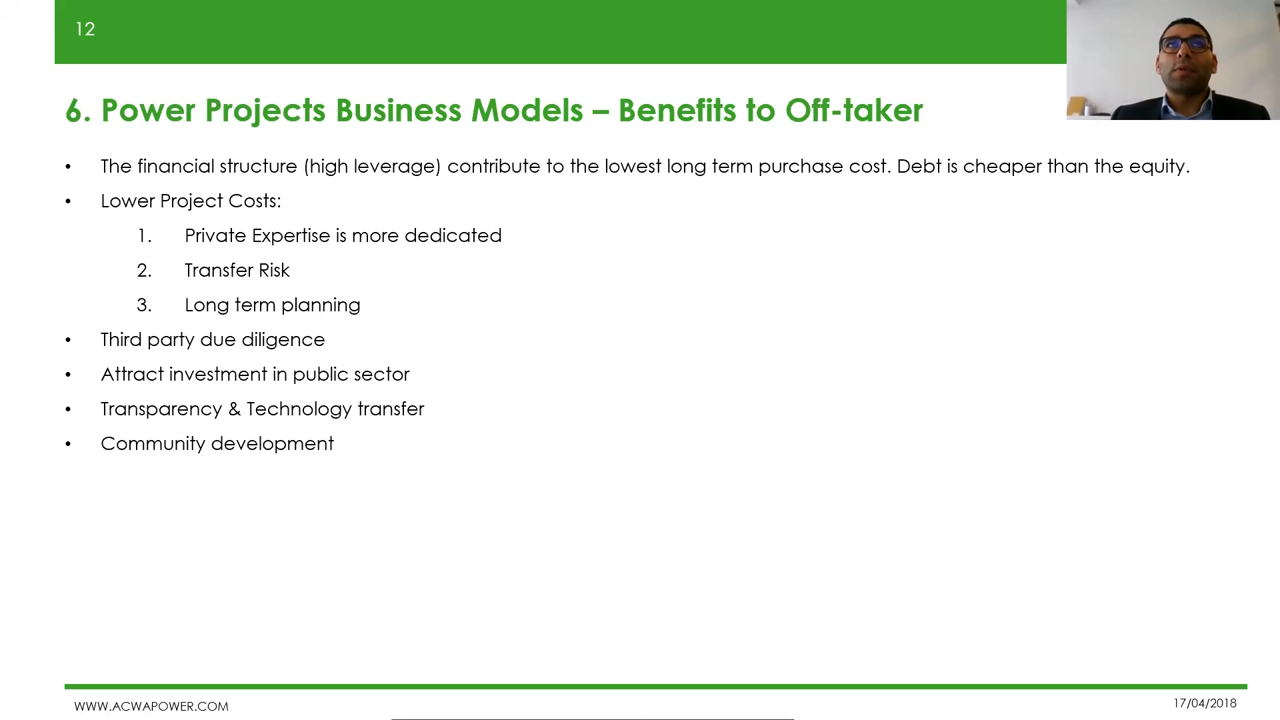 12
6. Power Projects Business Models – Benefits to Off-taker
• The financial structure (high leverage) contribute to the lowest long term purchase cost. Debt is cheaper than the equity.
• Lower Project Costs:
1. Private Expertise is more dedicated
2. Transfer Risk
3. Long term planning
• Third party due diligence
• Attract investment in public sector
• Transparency & Technology transfer
• Community development
WWW.ACWAPOWER.COM
17/04/2018